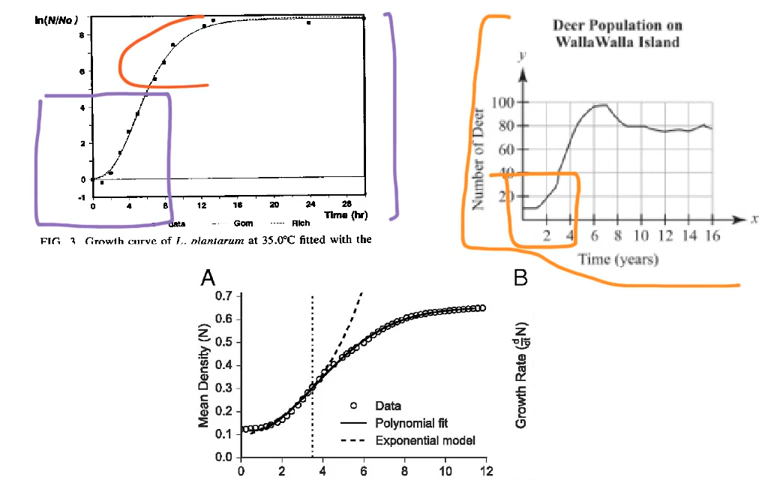 ln(N/No)
8
6
4
2
0
-1
0 4 8 12 16 20 24 28
Time (hr)
data Gom Rich
FIG. 3. Growth curve of L. plantarum at 35.0°C fitted with the
Deer Population on
WallaWalla Island
y
Number of Deer
100
80
60
40
20
2 4 6 8 10 12 14 16
x
Time (years)
A
Mean Density (N)
0.7
0.6
0.5
0.4
0.3
0.2
0.1
0.0
Data
Polynomial fit
Exponential model
0 2 4 6 8 10 12
B
Growth Rate (d/dt N)